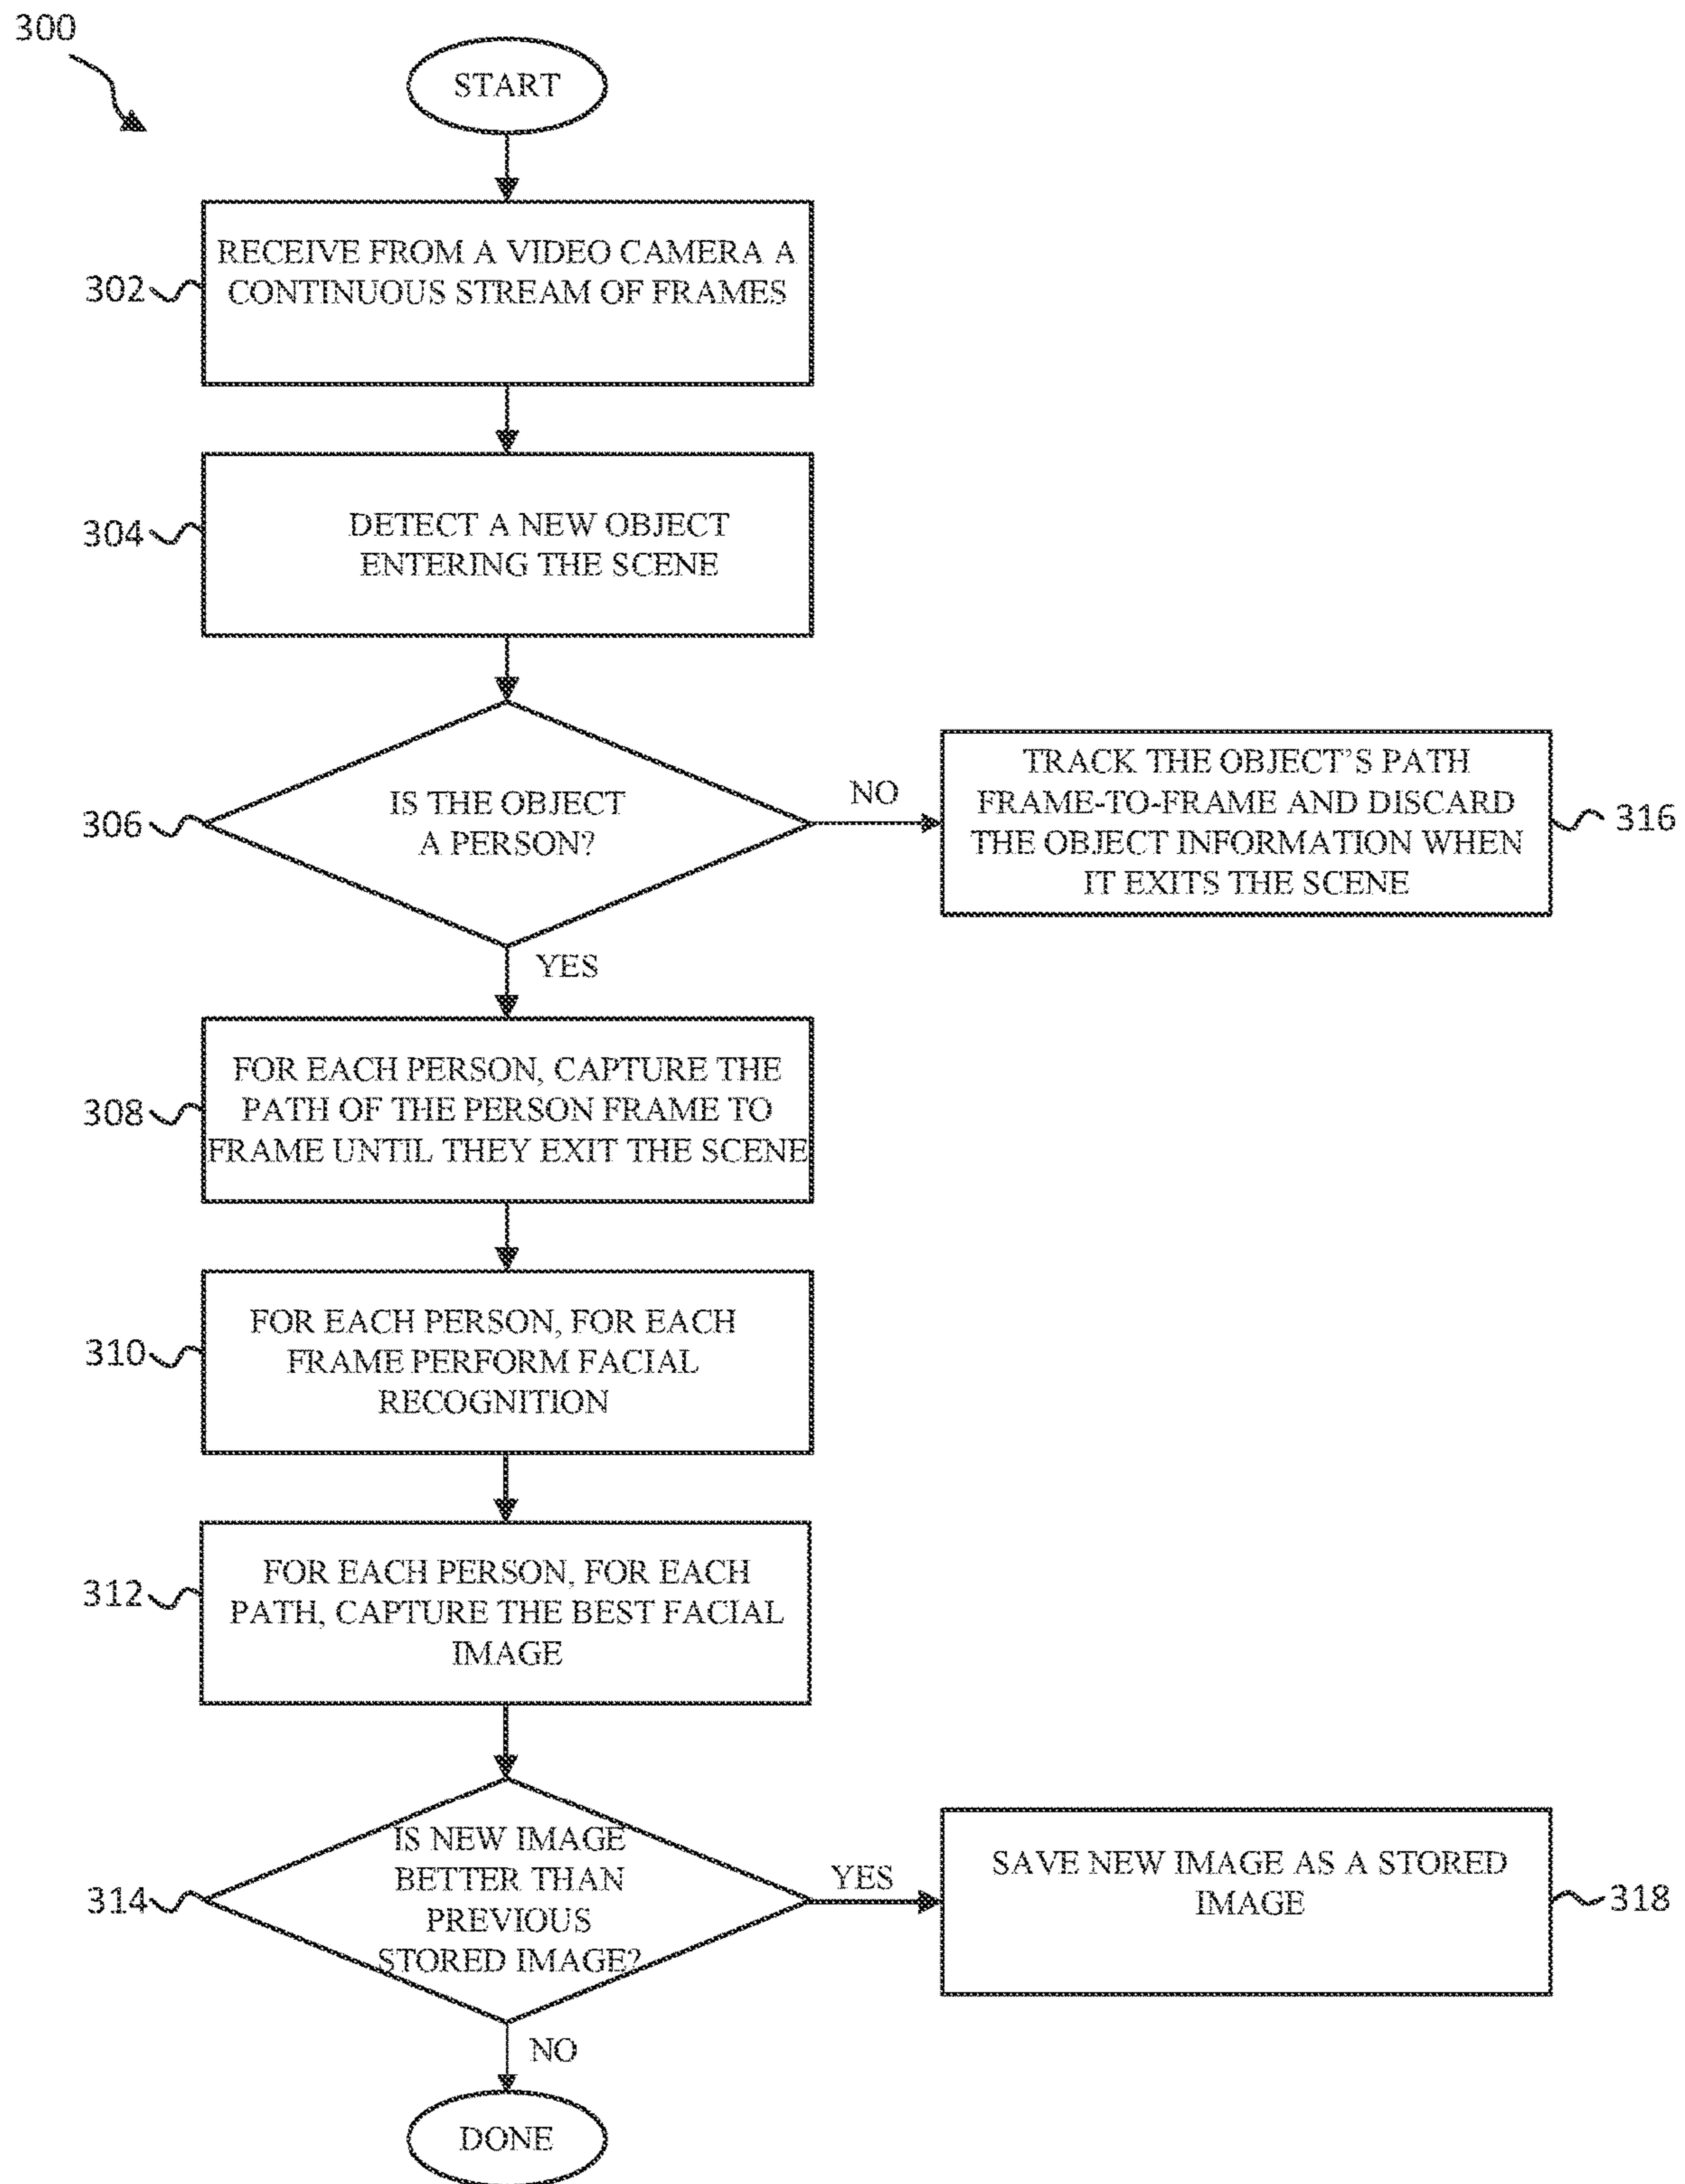 300
START
RECEIVE FROM A VIDEO CAMERA A
CONTINUOUS STREAM OF FRAMES
302
DETECT A NEW OBJECT
ENTERING THE SCENE
304
IS THE OBJECT
A PERSON?
306
NO
TRACK THE OBJECT'S PATH
FRAME-TO-FRAME AND DISCARD
THE OBJECT INFORMATION WHEN
IT EXITS THE SCENE
316
YES
FOR EACH PERSON, CAPTURE THE
PATH OF THE PERSON FRAME TO
FRAME UNTIL THEY EXIT THE SCENE
308
FOR EACH PERSON, FOR EACH
FRAME PERFORM FACIAL
RECOGNITION
310
FOR EACH PERSON, FOR EACH
PATH, CAPTURE THE BEST FACIAL
IMAGE
312
IS NEW IMAGE
BETTER THAN
PREVIOUS
STORED IMAGE?
314
YES
SAVE NEW IMAGE AS A STORED
IMAGE
318
NO
DONE